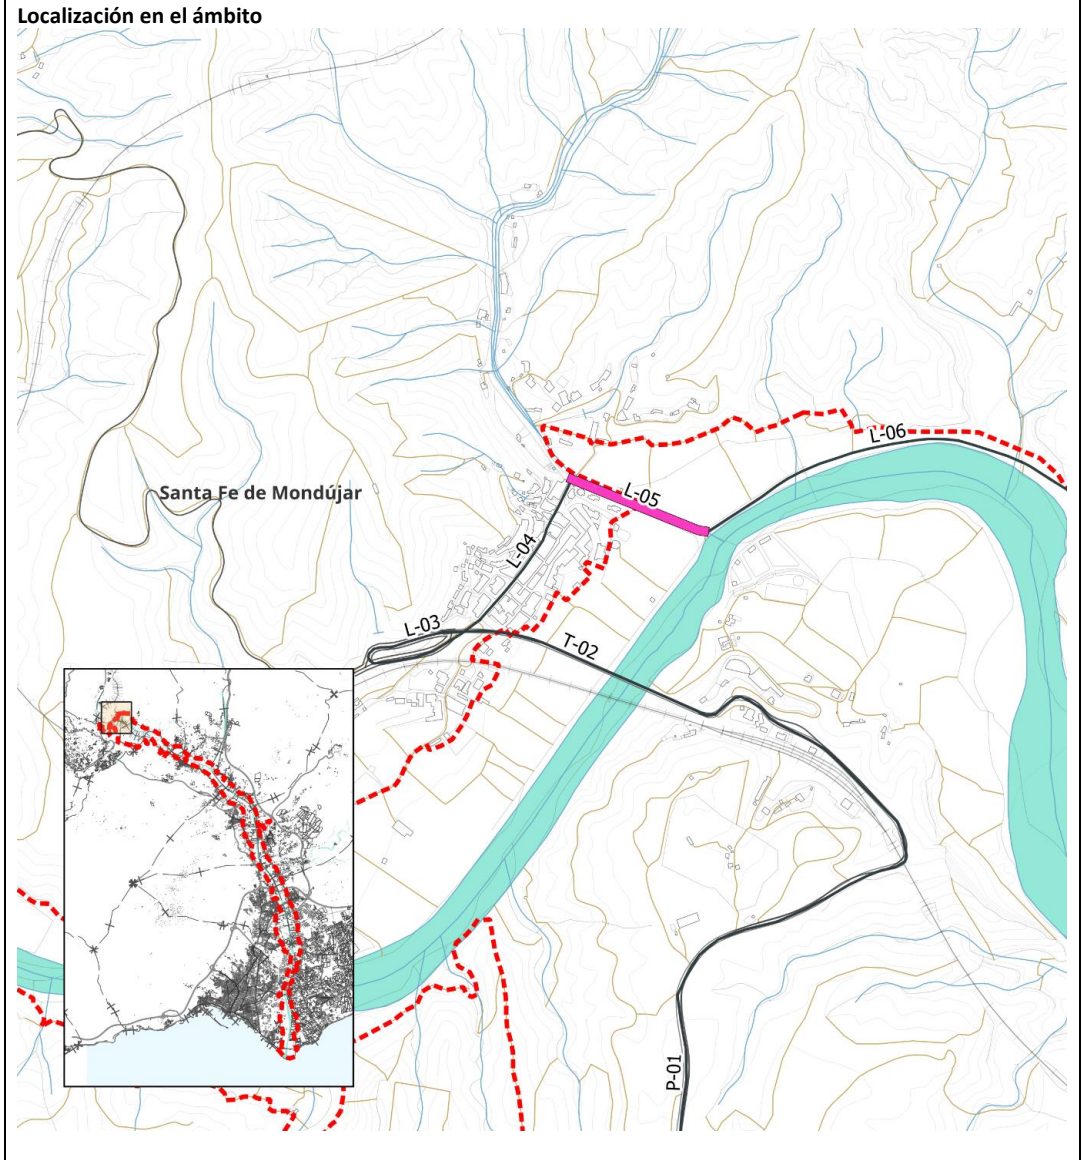 Localización en el ámbito
L-06
Santa Fe de Mondújar
L-05
L-04
L-03
T-02
P-01